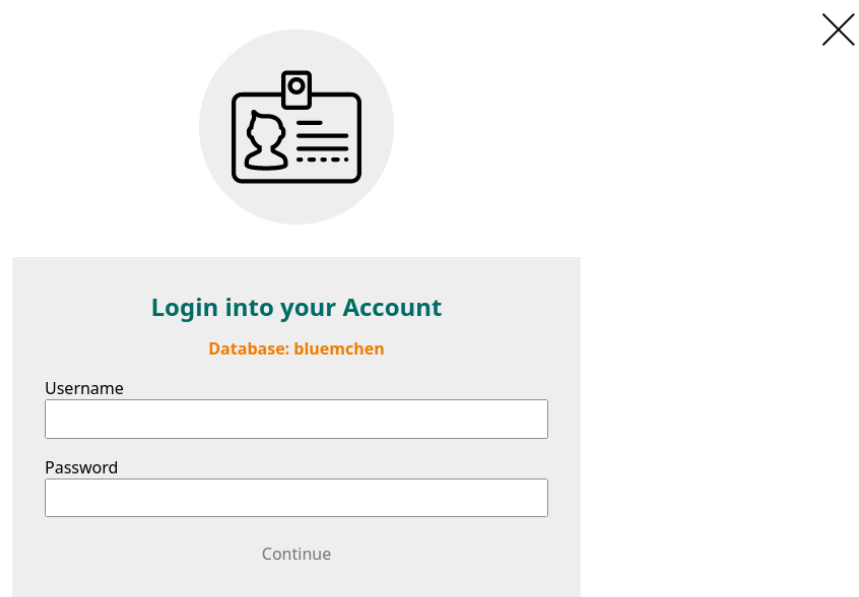 Login into your Account
Database: bluemchen
Username
Password
Continue